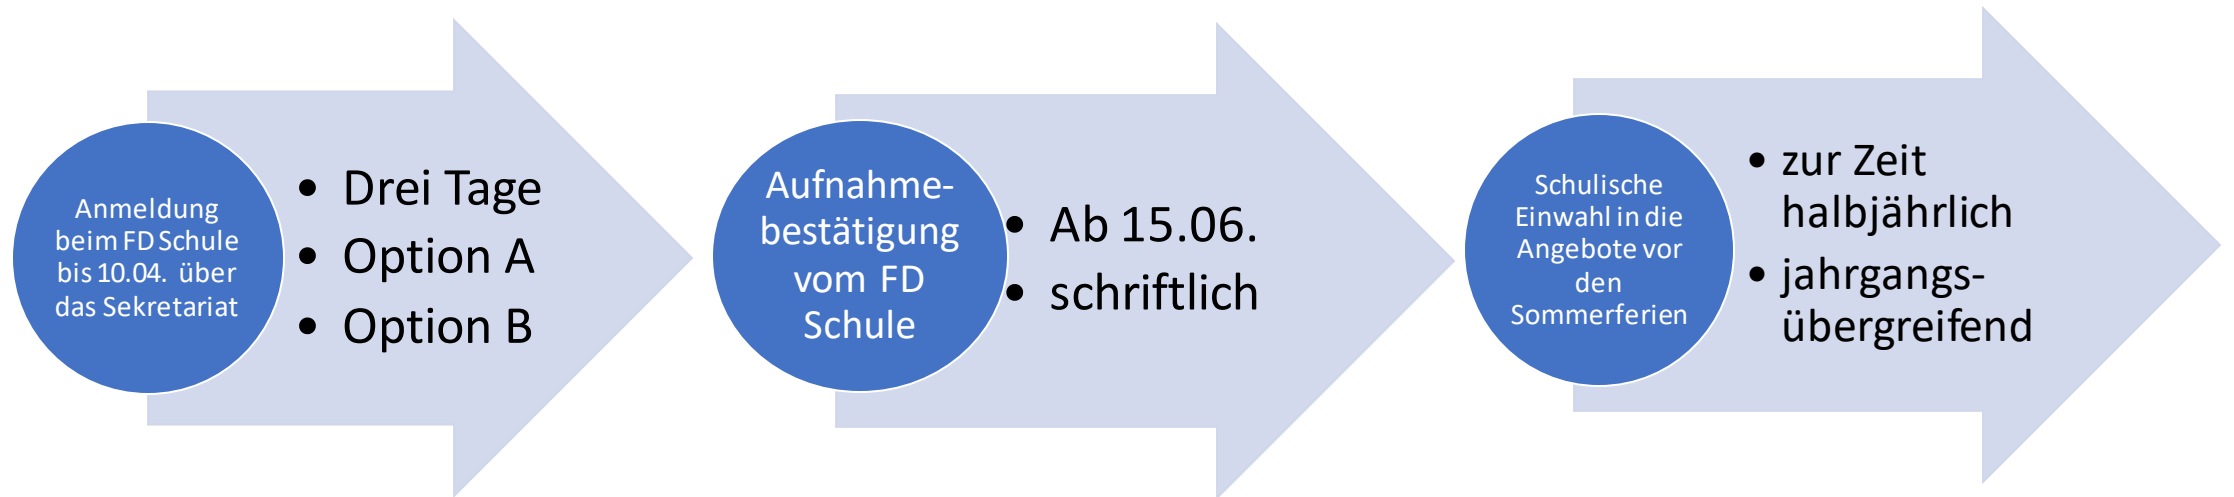 Anmeldung
beim FD Schule
bis 10.04. über
das Sekretariat
• Drei Tage
• Option A
• Option B
Aufnahme-
bestätigung
vom FD
Schule
• Ab 15.06.
• schriftlich
Schulische
Einwahl in die
Angebote vor
den
Sommerferien
• zur Zeit
halbjährlich
• jahrgangs-
übergreifend